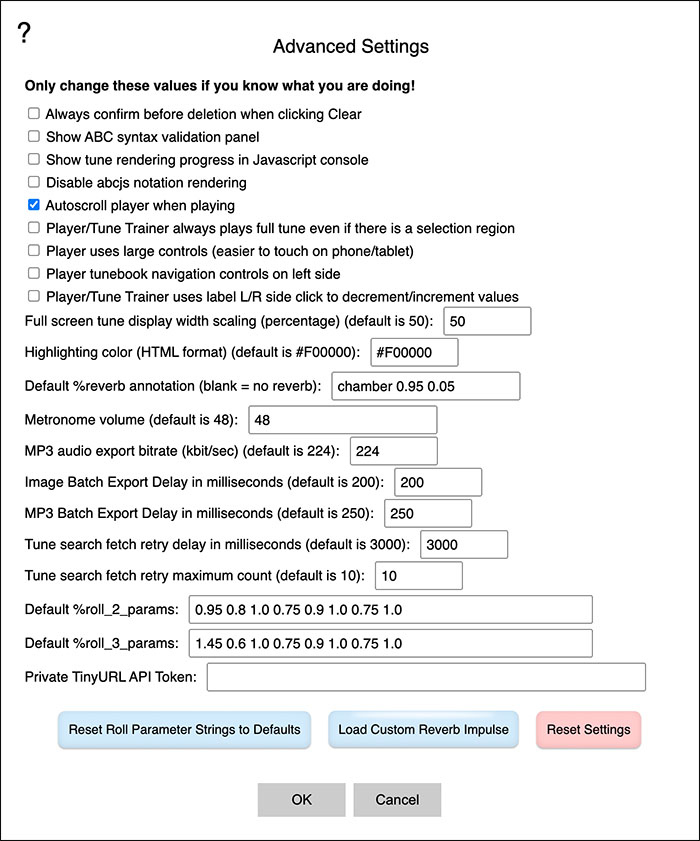 ?
Advanced Settings
Only change these values if you know what you are doing!
Always confirm before deletion when clicking Clear
Show ABC syntax validation panel
Show tune rendering progress in Javascript console
Disable abcjs notation rendering
Autoscroll player when playing
Player/Tune Trainer always plays full tune even if there is a selection region
Player uses large controls (easier to touch on phone/tablet)
Player tunebook navigation controls on left side
Player/Tune Trainer uses label L/R side click to decrement/increment values
Full screen tune display width scaling (percentage) (default is 50): 50
Highlighting color (HTML format) (default is #F00000): #F00000
Default %reverb annotation (blank = no reverb): chamber 0.95 0.05
Metronome volume (default is 48): 48
MP3 audio export bitrate (kbit/sec) (default is 224): 224
Image Batch Export Delay in milliseconds (default is 200): 200
MP3 Batch Export Delay in milliseconds (default is 250): 250
Tune search fetch retry delay in milliseconds (default is 3000): 3000
Tune search fetch retry maximum count (default is 10): 10
Default %roll_2_params: 0.95 0.8 1.0 0.75 0.9 1.0 0.75 1.0
Default %roll_3_params: 1.45 0.6 1.0 0.75 0.9 1.0 0.75 1.0
Private TinyURL API Token:
Reset Roll Parameter Strings to Defaults Load Custom Reverb Impulse Reset Settings
OK Cancel